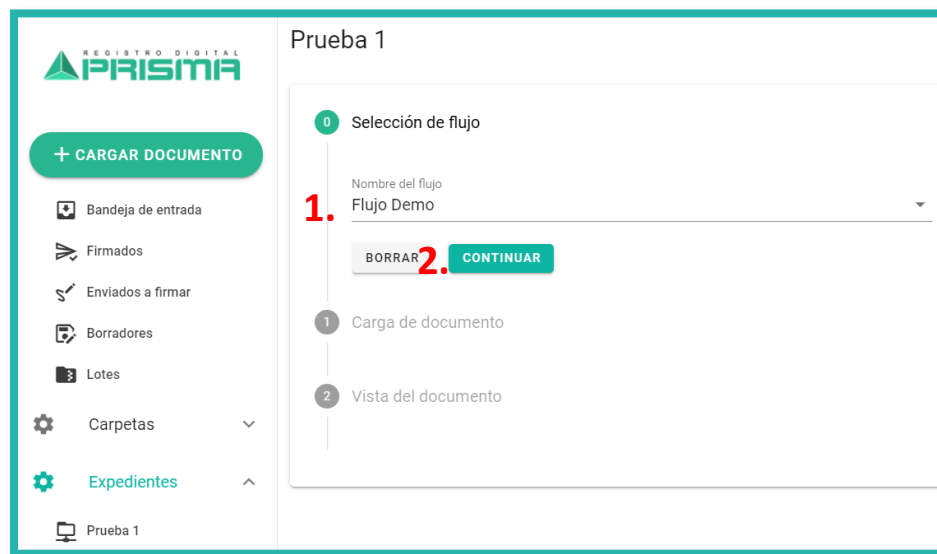 REGISTRO DIGITAL
PRISMA
+ CARGAR DOCUMENTO
Bandeja de entrada
Firmados
Enviados a firmar
Borradores
Lotes
Carpetas
Expedientes
Prueba 1
Prueba 1
0 Selección de flujo
Nombre del flujo
1. Flujo Demo
BORRAR 2. CONTINUAR
1 Carga de documento
2 Vista del documento